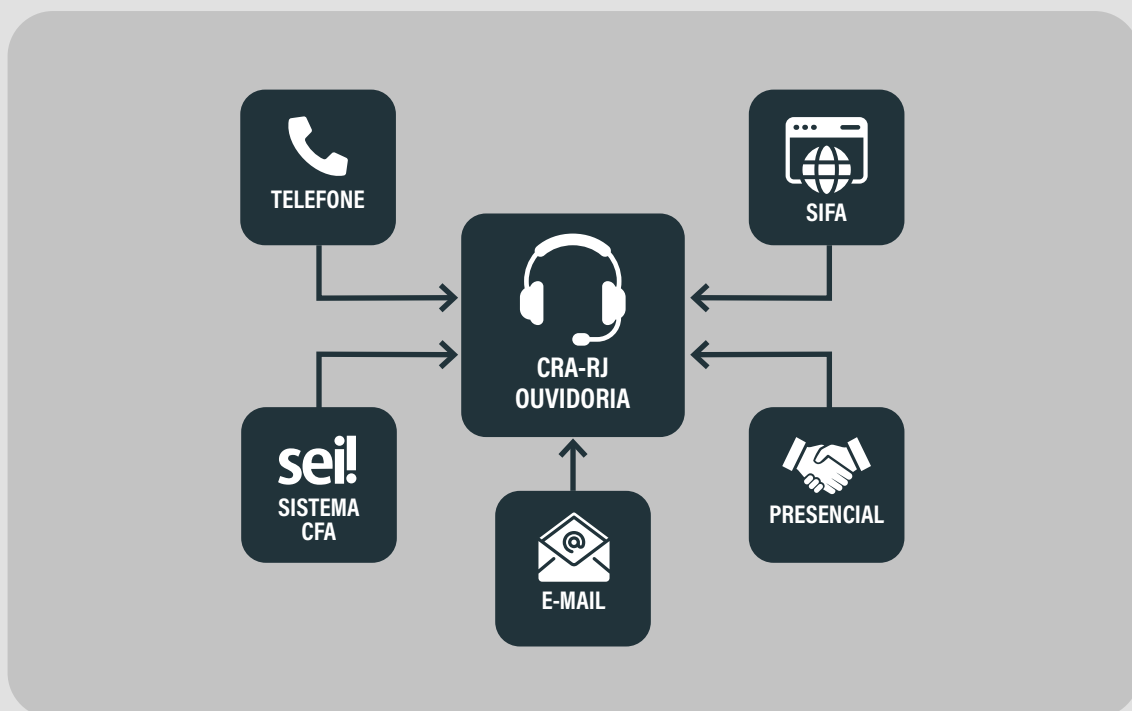 TELEFONE
SIFA
CRA-RJ
OUVIDORIA
sei!
SISTEMA
CFA
@
E-MAIL
PRESENCIAL